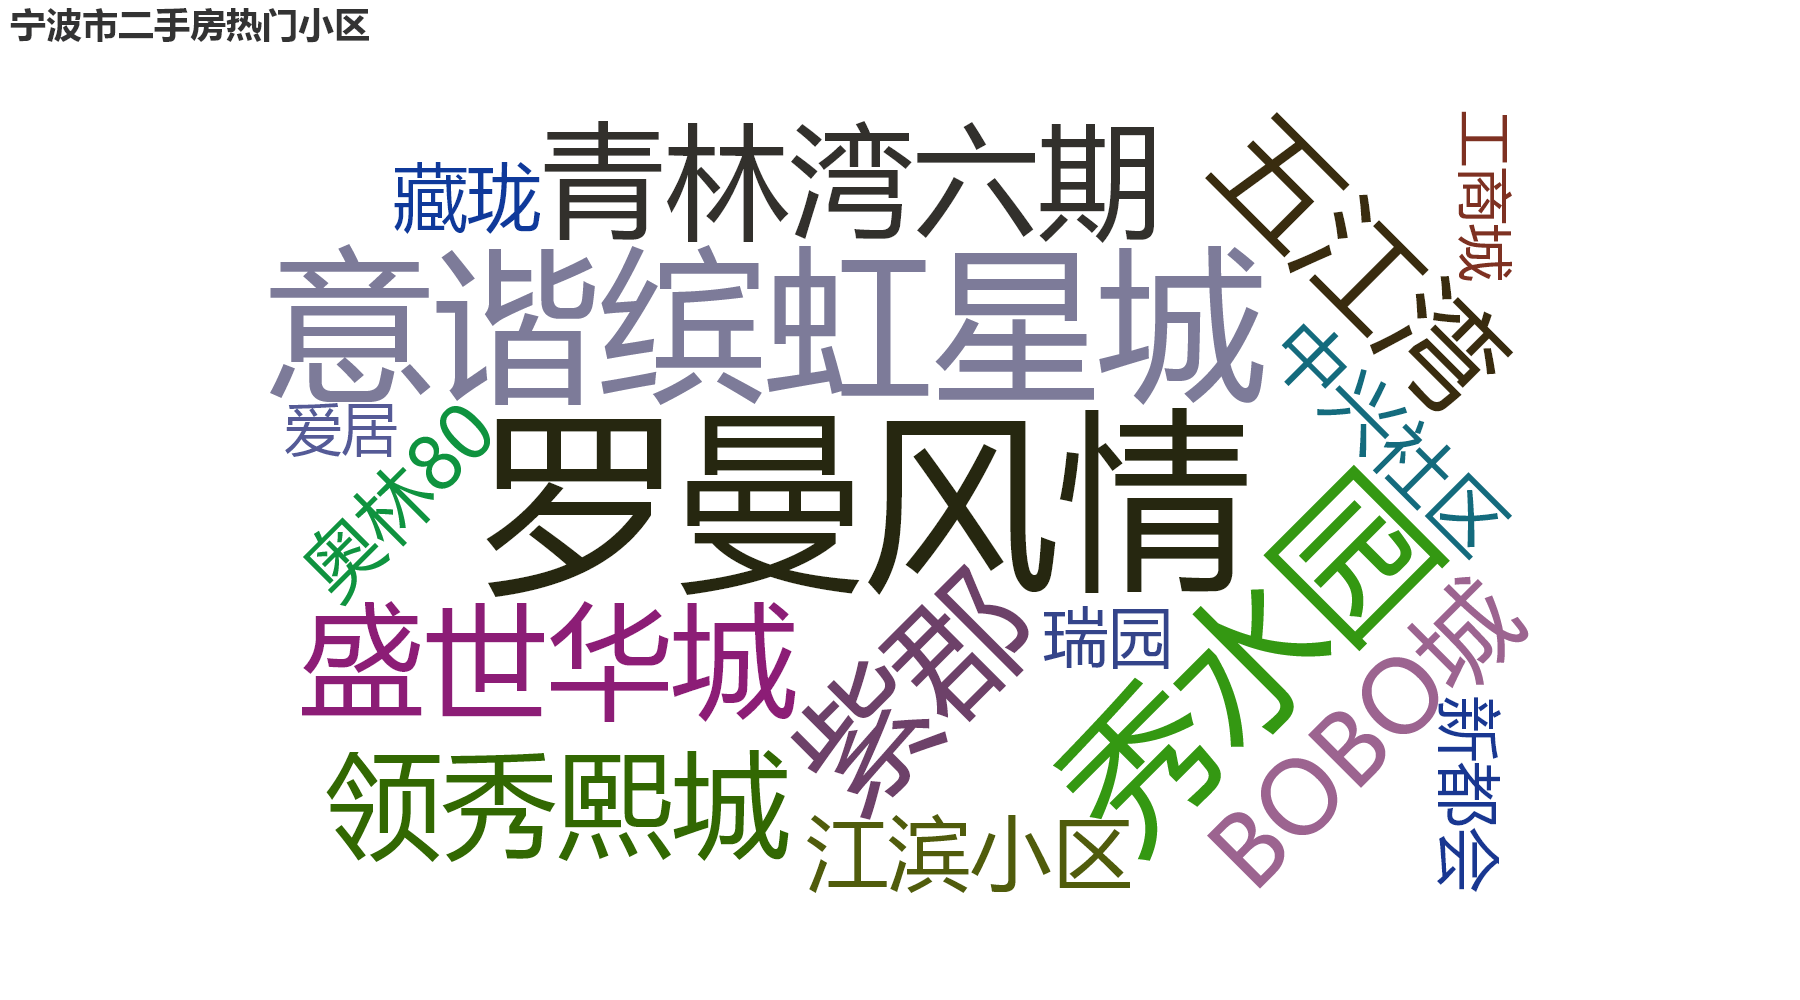 宁波市二手房热门小区
青林湾六期
藏珑
五江湾
工商城
意谐缤虹星城
中兴社区
爱居
奥林80
罗曼风情
秀水园
盛世华城
紫郡
瑞园
BOBO城
新都会
领秀熙城
江滨小区